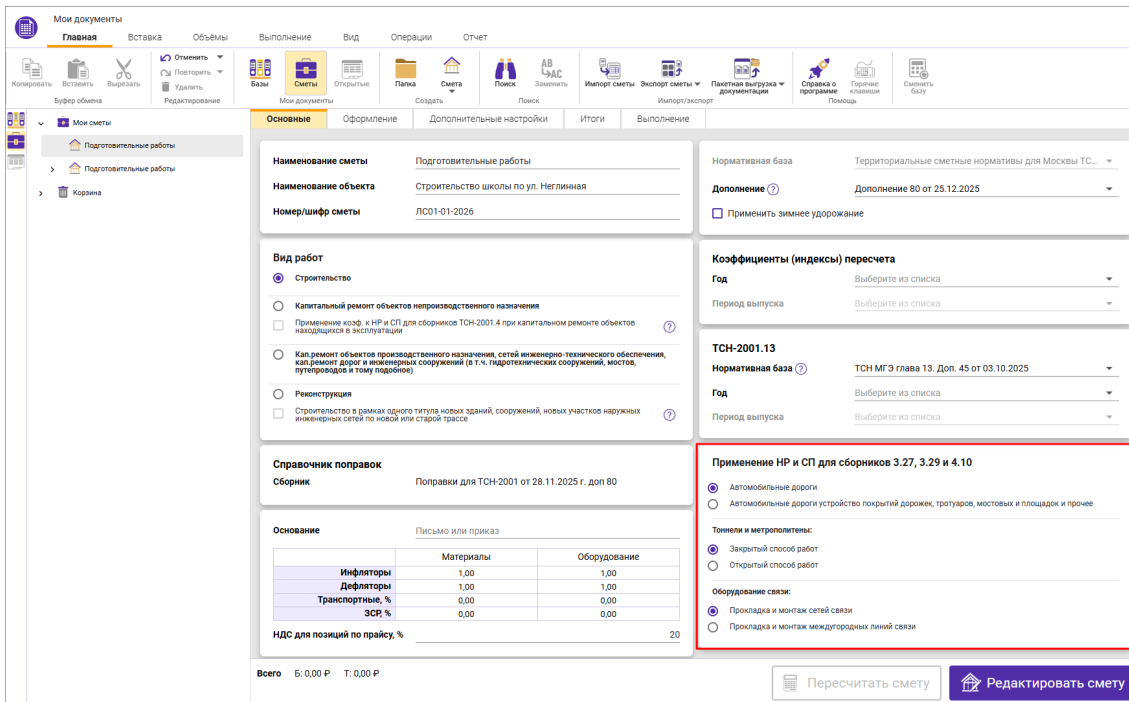 Мои документы
Главная Вставка Объёмы Выполнение Вид Операции Отчет
Копировать Вставить Вырезать
Отменить
Повторить
Удалить
Базы Сметы Открытые Папка Смета Поиск Заменить
AB
AC
Импорт сметы Экспорт сметы Пакетная выгрузка документации
Справка о программе Горячие клавиши Сменить базу
Буфер обмена Редактирование Мои документы Создать Поиск Импорт/экспорт Помощь
Мои сметы
Подготовительные работы
Подготовительные работы
Корзина
Основные Оформление Дополнительные настройки Итоги Выполнение
Наименование сметы Подготовительные работы
Наименование объекта Строительство школы по ул. Неглинная
Номер/шифр сметы ЛС01-01-2026
Вид работ
Строительство
Капитальный ремонт объектов непроизводственного назначения
Применение коэф. к НР и СП для сборников ТСН-2001.4 при капитальном ремонте объектов
находящихся в эксплуатации
?
Кап.ремонт объектов производственного назначения, сетей инженерно-технического обеспечения,
кап.ремонт дорог и инженерных сооружений (в т.ч. гидротехнических сооружений, мостов,
путепроводов и тому подобное)
Реконструкция
Строительство в рамках одного титула новых зданий, сооружений, новых участков наружных
инженерных сетей по новой или старой трассе
?
Справочник поправок
Сборник Поправки для ТСН-2001 от 28.11.2025 г. доп 80
Основание Письмо или приказ
Материалы Оборудование
Инфляторы 1,00 1,00
Дефляторы 1,00 1,00
Транспортные, % 0,00 0,00
ЗСР, % 0,00 0,00
НДС для позиций по прайсу, % 20
Нормативная база Территориальные сметные нормативы для Москвы ТС...
Дополнение ? Дополнение 80 от 25.12.2025
Применить зимнее удорожание
Коэффициенты (индексы) пересчета
Год Выберите из списка
Период выпуска Выберите из списка
ТСН-2001.13
Нормативная база ? ТСН МГЭ глава 13. Доп. 45 от 03.10.2025
Год Выберите из списка
Период выпуска Выберите из списка
Применение НР и СП для сборников 3.27, 3.29 и 4.10
Автомобильные дороги
Автомобильные дороги устройство покрытий дорожек, тротуаров, мостовых и площадок и прочее
Тоннели и метрополитены:
Закрытый способ работ
Открытый способ работ
Оборудование связи:
Прокладка и монтаж сетей связи
Прокладка и монтаж междугородных линий связи
Всего Б: 0,00 ₽ Т: 0,00 ₽
Пересчитать смету Редактировать смету